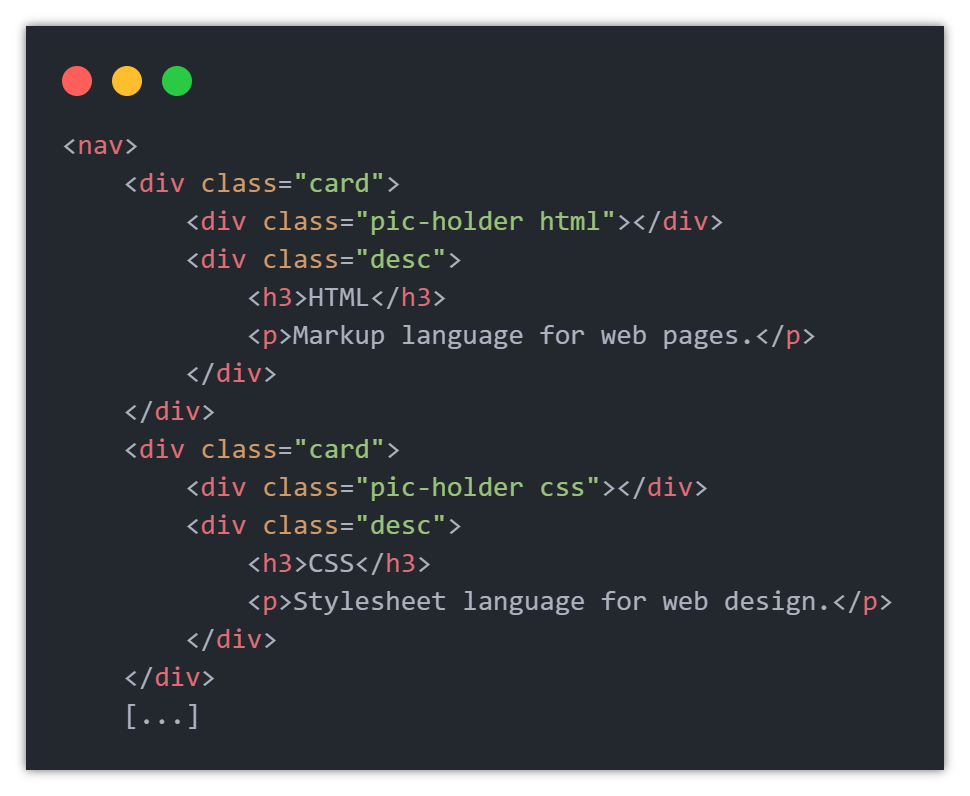 <nav>
    <div class="card">
        <div class="pic-holder html"></div>
        <div class="desc">
            <h3>HTML</h3>
            <p>Markup language for web pages.</p>
        </div>
    </div>
    <div class="card">
        <div class="pic-holder css"></div>
        <div class="desc">
            <h3>CSS</h3>
            <p>Stylesheet language for web design.</p>
        </div>
    </div>
    [...]